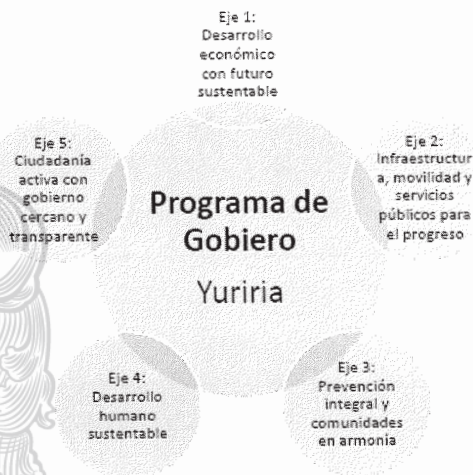 Eje 1:
Desarrollo
económico
con futuro
sustentable
Eje 5:
Ciudadanía
activa con
gobierno
cercano y
transparente
Programa de
Gobiero
Yuriria
Eje 2:
Infraestructur
a, movilidad y
servicios
públicos para
el progreso
Eje 4:
Desarrollo
humano
sustentable
Eje 3:
Prevención
integral y
comunidades
en armonía